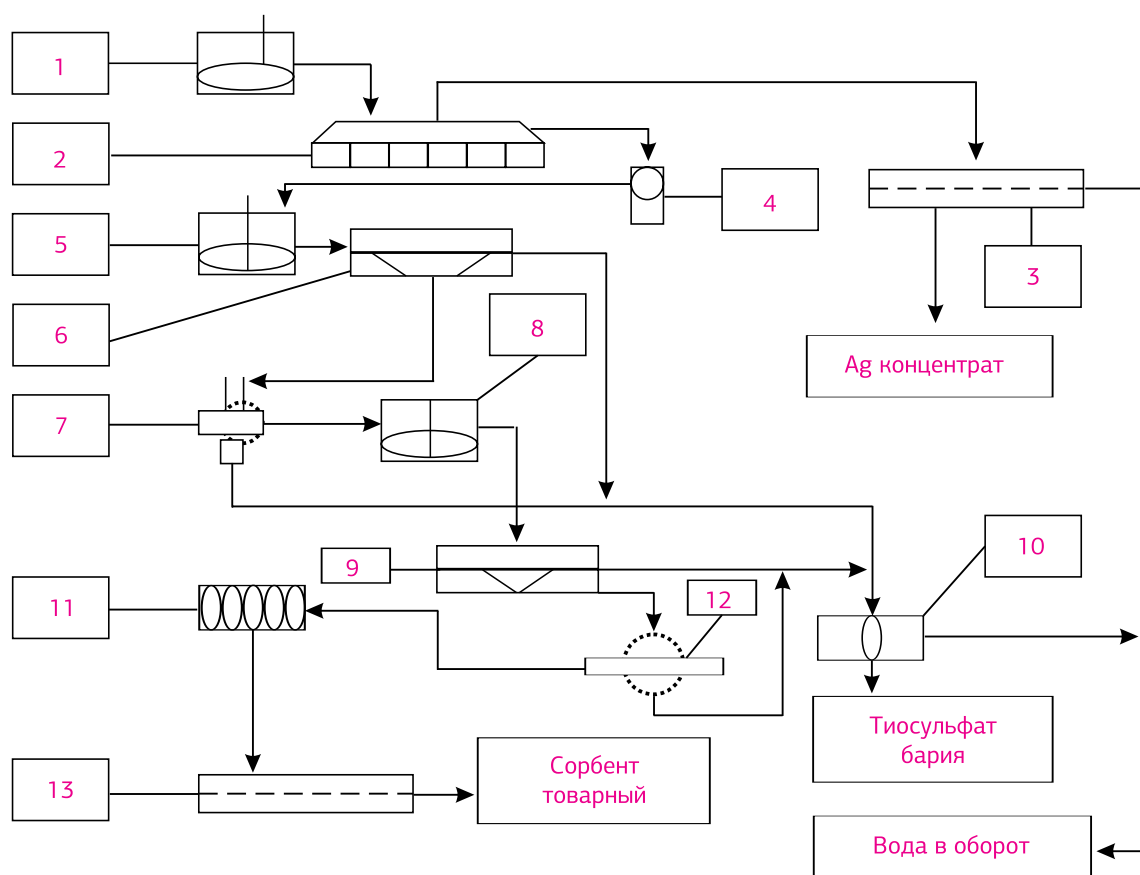 1
2
3
4
5
6
7
8
Ag концентрат
9
10
11
12
13
Тиосульфат
бария
Сорбент
товарный
Вода в оборот